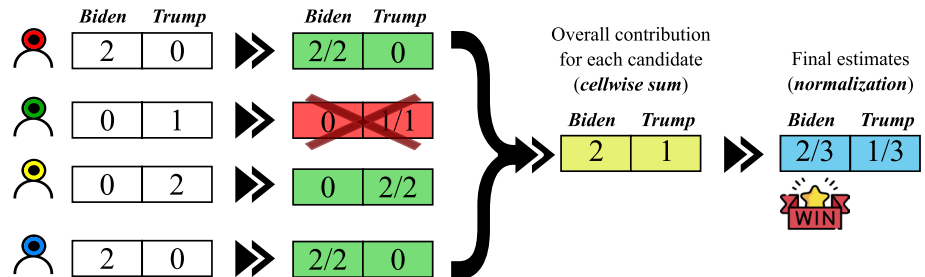 Biden Trump
Biden Trump
2 0
2/2 0
Overall contribution
for each candidate
(cellwise sum)
Final estimates
(normalization)
0 1
0 1/1
Biden Trump
2 1
Biden Trump
2/3 1/3
0 2
0 2/2
WIN
2 0
2/2 0